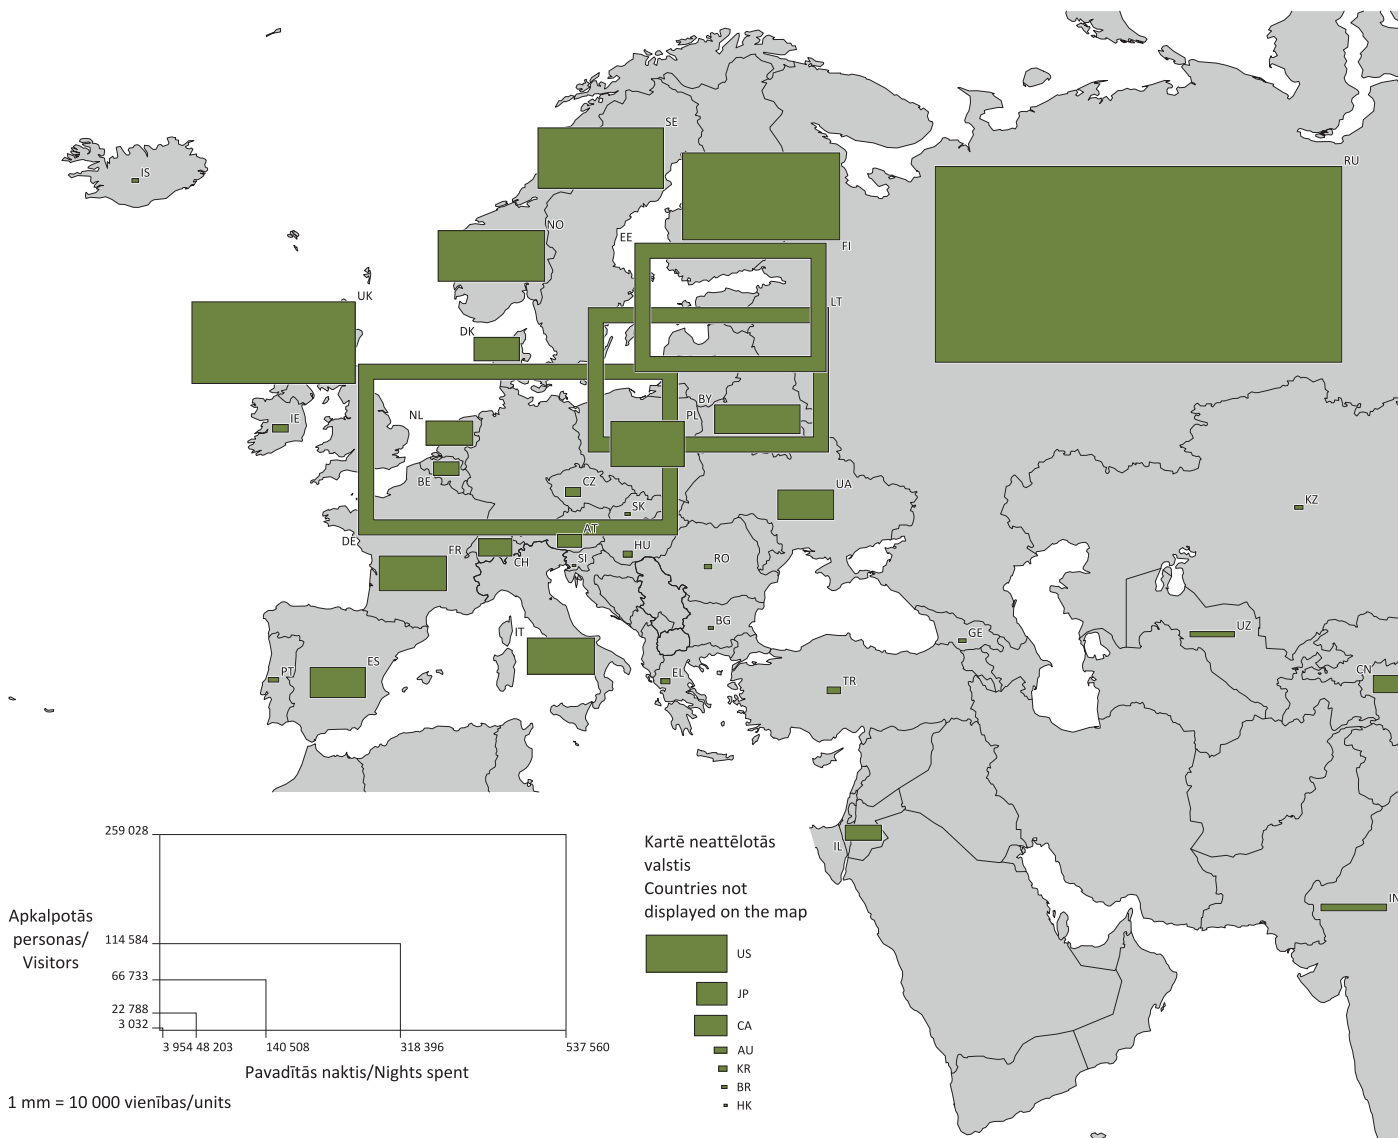 SE
RU
IS
NO
EE
FI
UK
LT
DK
BY
NL
PL
IE
BE
CZ
UA
SK
KZ
AT
DE
FR
HU
CH
SI
RO
BG
UZ
GE
IT
ES
CN
PT
EL
TR
IL
IN
259 028
114 584
66 733
22 788
3 032
Apkalpotās
personas/
Visitors
3 954 48 203 140 508 318 396 537 560
Pavadītās naktis/Nights spent
1 mm = 10 000 vienības/units
Kartē neattēlotās
valstis
Countries not
displayed on the map
US
JP
CA
AU
KR
BR
HK